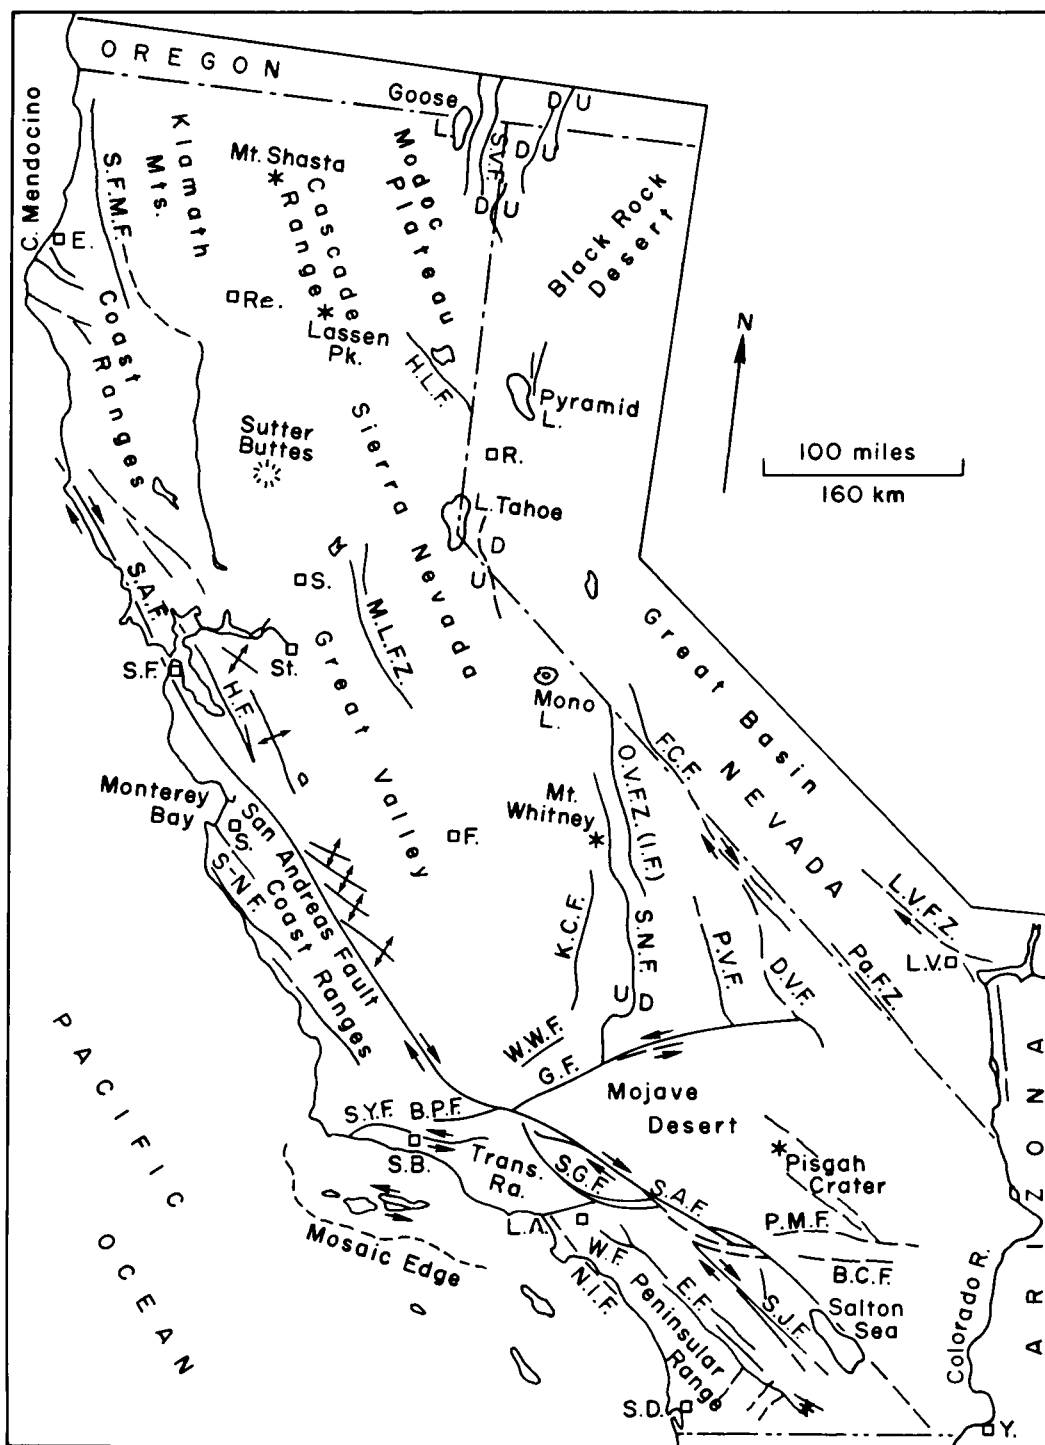 OREGON
C. Mendocino
S.F.M.F.
Klamath
Mts.
Mt. Shasta
Cascade
Range
Goose
L.
Modoc
Plateau
S.V.F.
D U
D U
D U
Black Rock
Desert
E.
Re.
Lassen
Pk.
H.L.F.
Coast
Ranges
Sutter
Buttes
Sierra Nevada
Pyramid
L.
R.
N
100 miles
160 km
L. Tahoe
D
U
S.A.F.
S.
M.L.F.Z.
Great Valley
S.F.
St.
H.F.
Mono
L.
Great Basin
NEVADA
F.C.F.
O.V.F.Z. (I.F.)
Mt.
Whitney
Monterey
Bay
S.
F.
San Andreas Fault
S-N.F.
Coast Ranges
K.C.F.
S.N.F.
P.V.F.
D.V.F.
Pa.F.Z.
L.V.F.Z.
L.V.
U D
W.W.F.
G.F.
PACIFIC
OCEAN
ARIZONA
Mojave
Desert
S.Y.F. B.P.F.
S.B.
Trans.
Ra.
S.G.F.
S.A.F.
Pisgah
Crater
P.M.F.
B.C.F.
Mosaic Edge
L.A.
W.F.
N.I.F.
Peninsular
Range
E.F.
S.J.F.
Salton
Sea
Colorado R.
S.D.
Y.